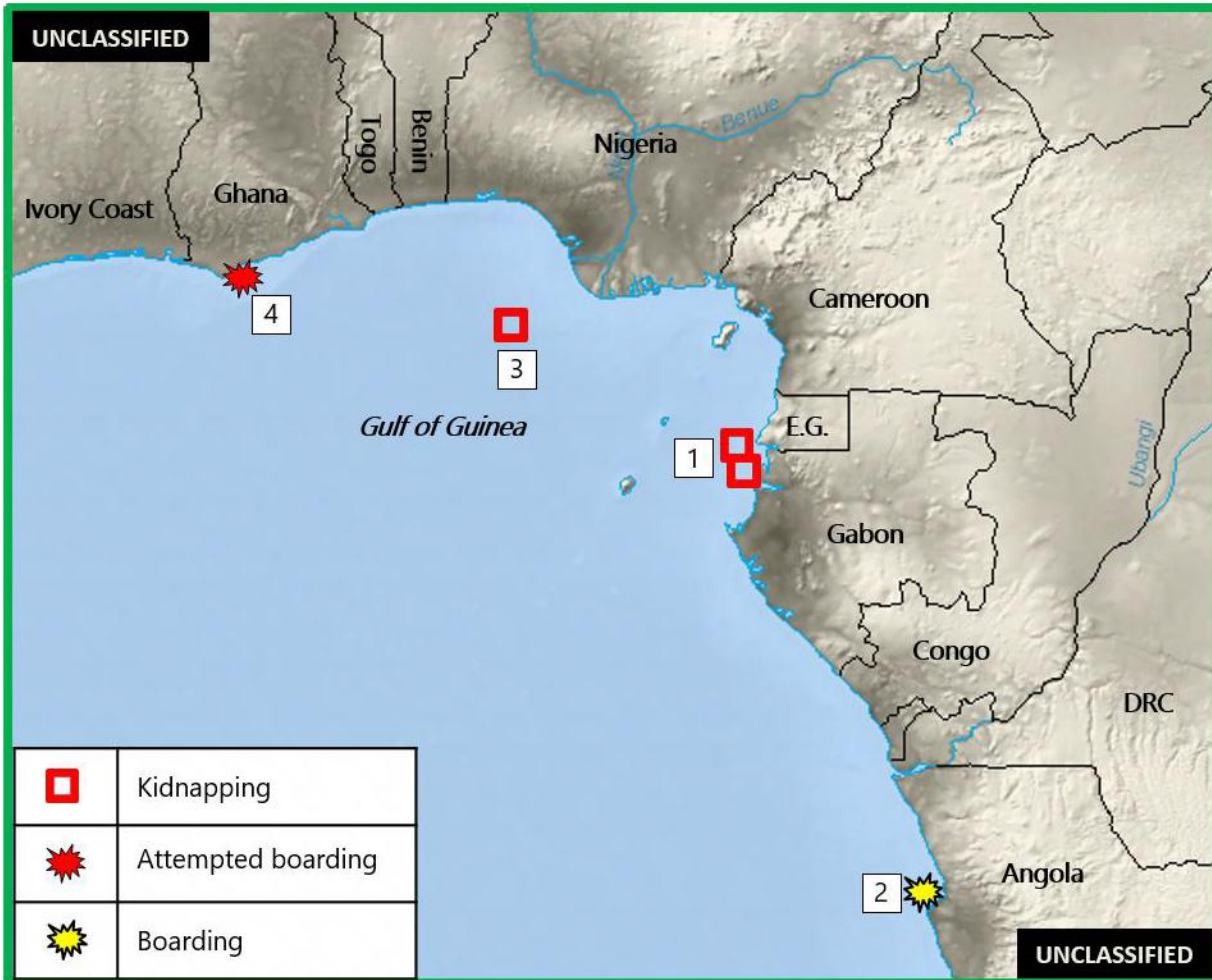 UNCLASSIFIED
Benue
Nigeria
Togo
Benin
Ghana
Ivory Coast
Cameroon
4
3
Gulf of Guinea
E.G.
1
Ubangi
Gabon
Congo
DRC
Kidnapping
Attempted boarding
Angola
2
Boarding
UNCLASSIFIED